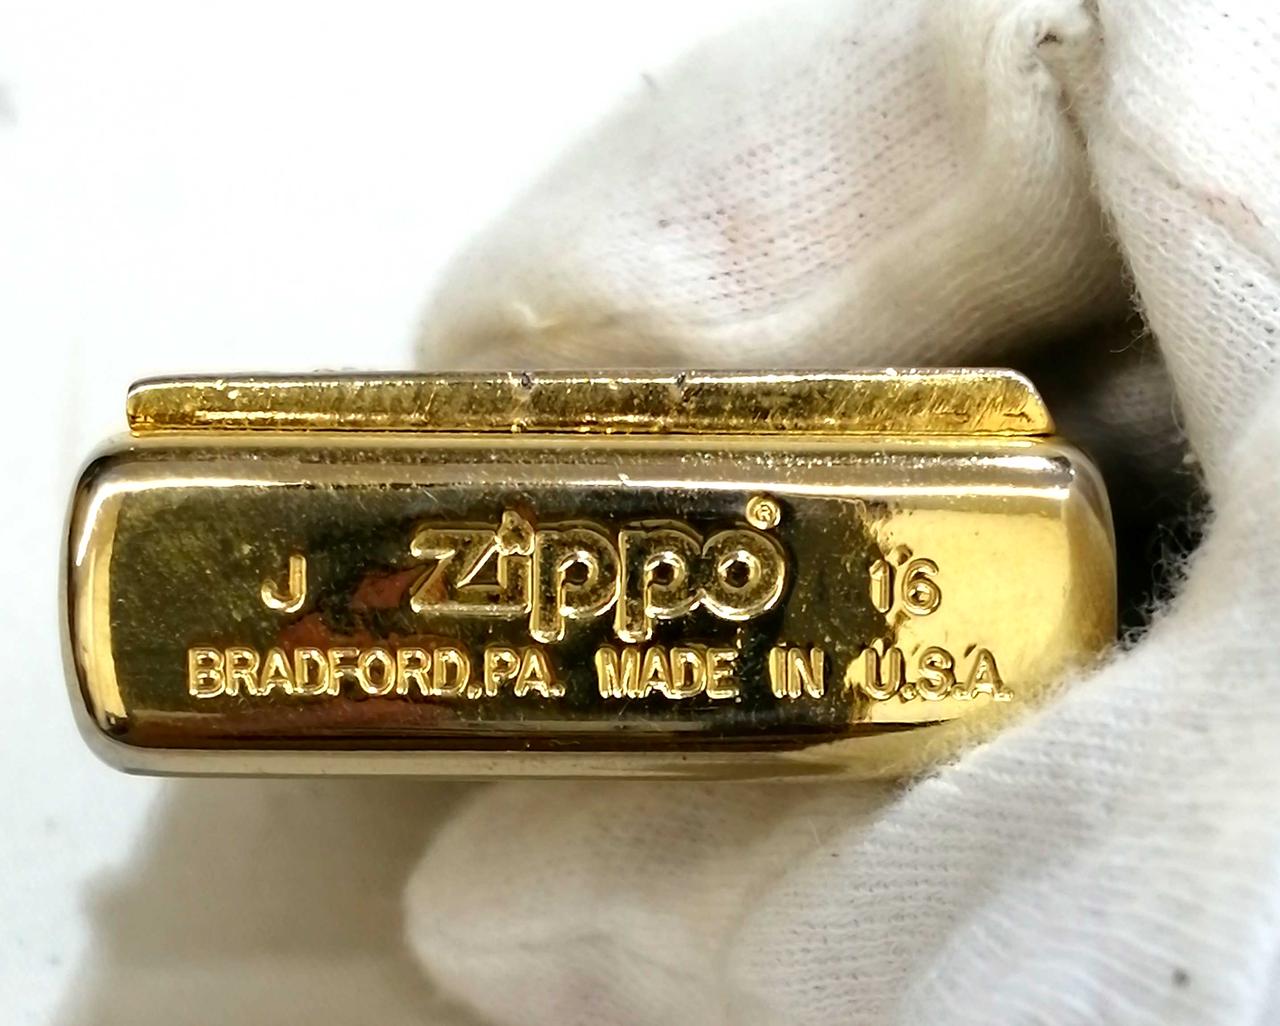 J zippo® 16
BRADFORD,PA. MADE IN U.S.A.